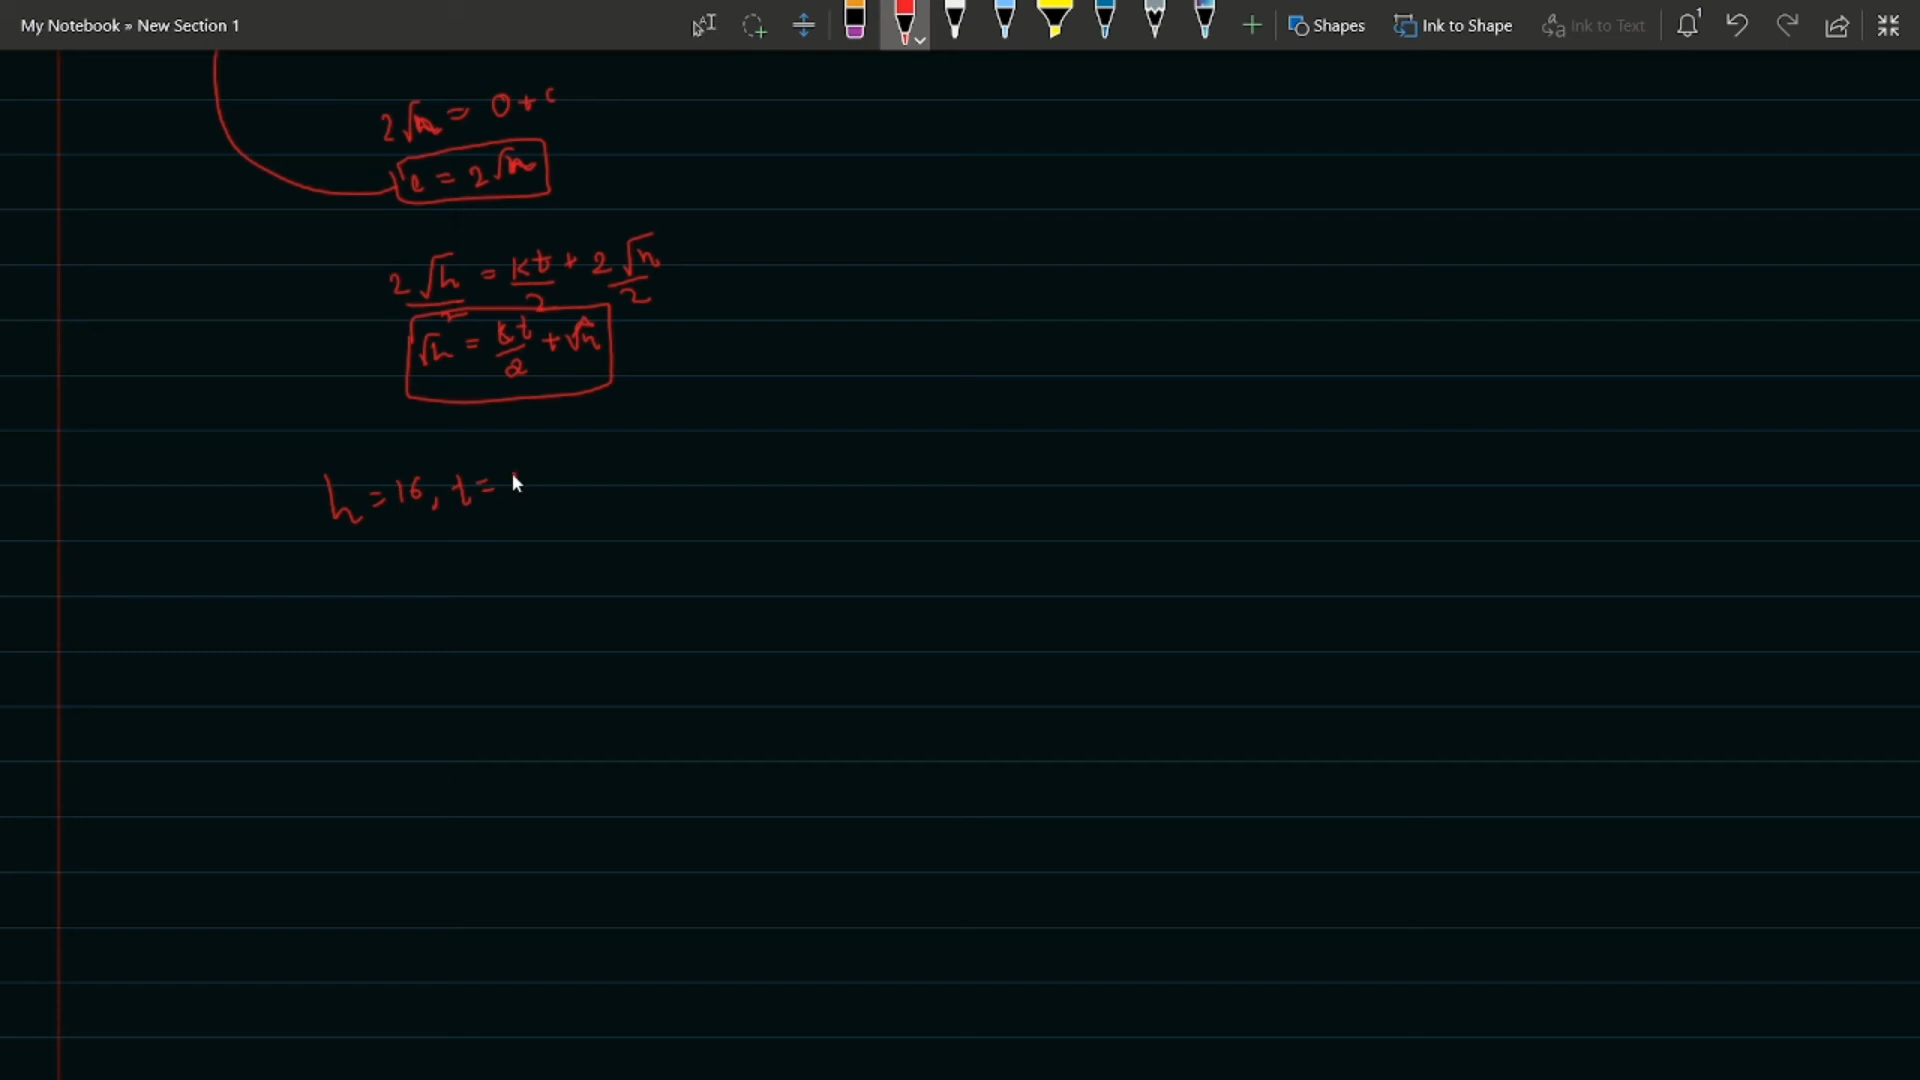 My Notebook » New Section 1
Shapes
Ink to Shape
Ink to Text
1
2√n = 0 + c
c = 2√n
2√h = kt + 2√n
2 2 2
√h = kt/2 + √n
h = 16, t =